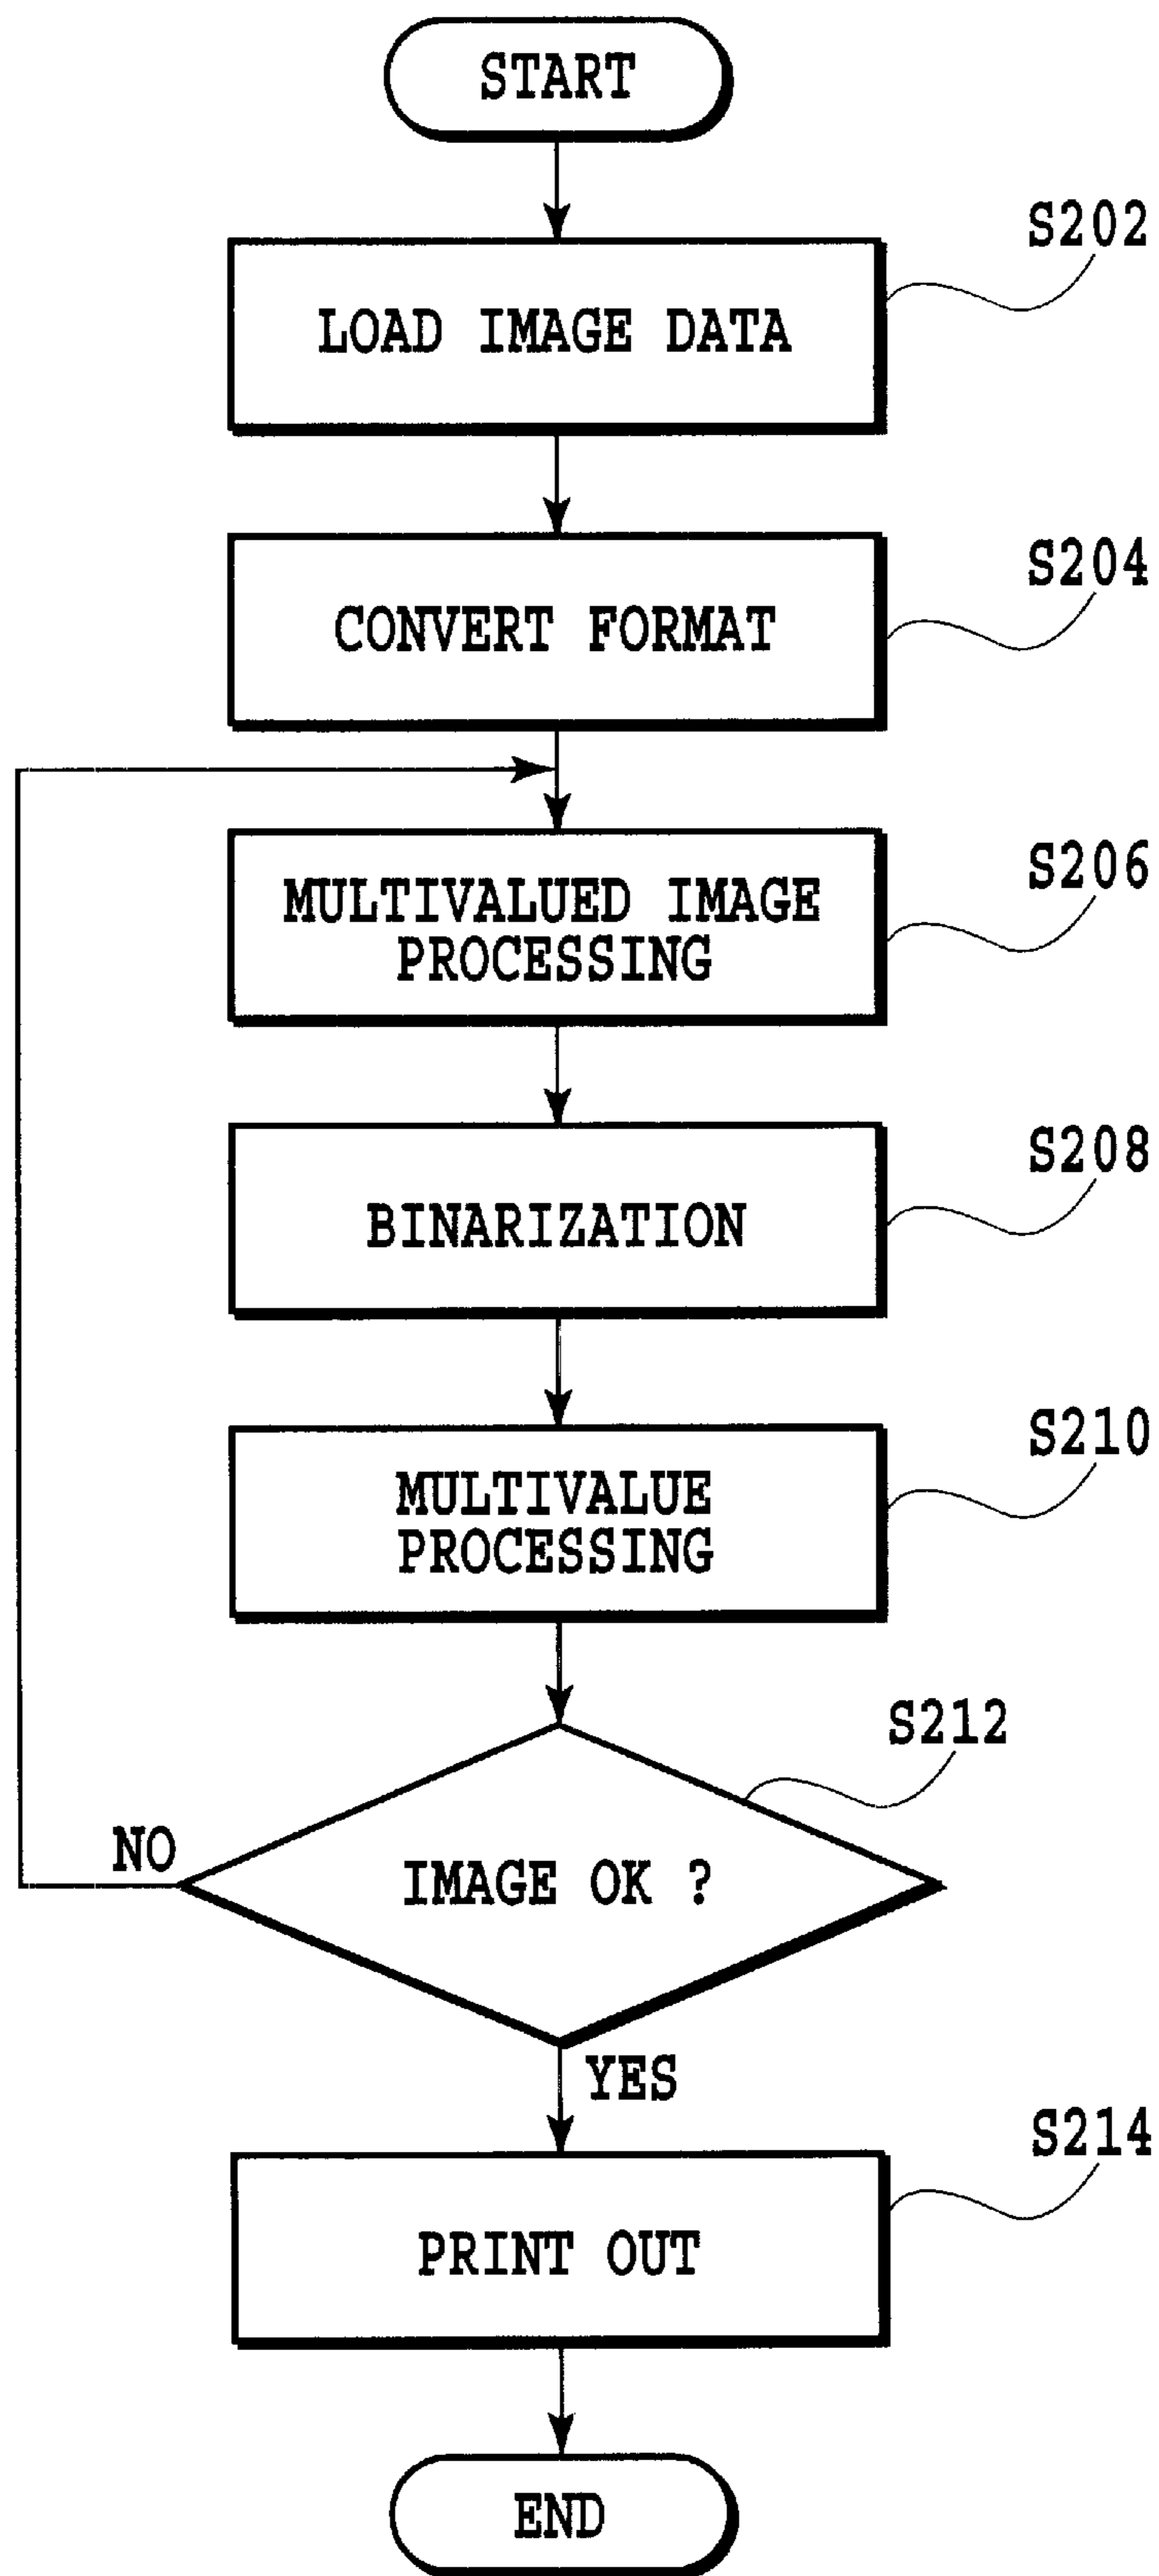 START
S202
LOAD IMAGE DATA
S204
CONVERT FORMAT
S206
MULTIVALUED IMAGE
PROCESSING
S208
BINARIZATION
S210
MULTIVALUE
PROCESSING
S212
NO
IMAGE OK ?
YES
S214
PRINT OUT
END